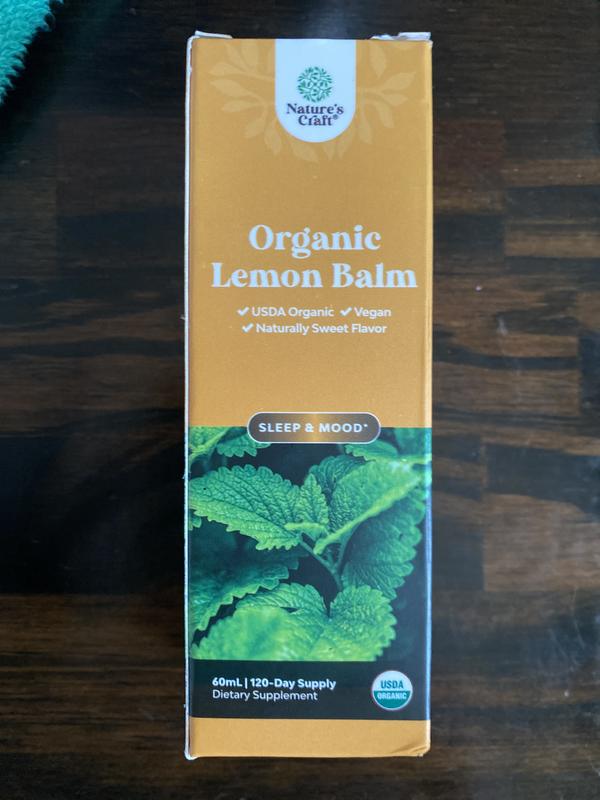 Nature's
Craft®
Organic
Lemon Balm
✓ USDA Organic ✓ Vegan
✓ Naturally Sweet Flavor
SLEEP & MOOD*
60mL | 120-Day Supply
Dietary Supplement
USDA
ORGANIC